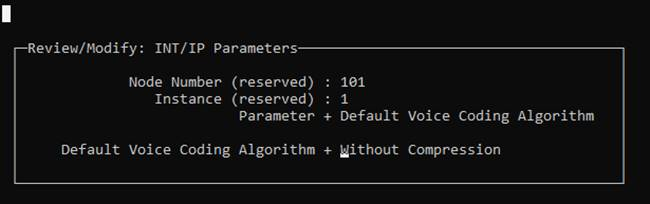 Review/Modify: INT/IP Parameters
Node Number (reserved) : 101
Instance (reserved) : 1
Parameter + Default Voice Coding Algorithm
Default Voice Coding Algorithm + Without Compression